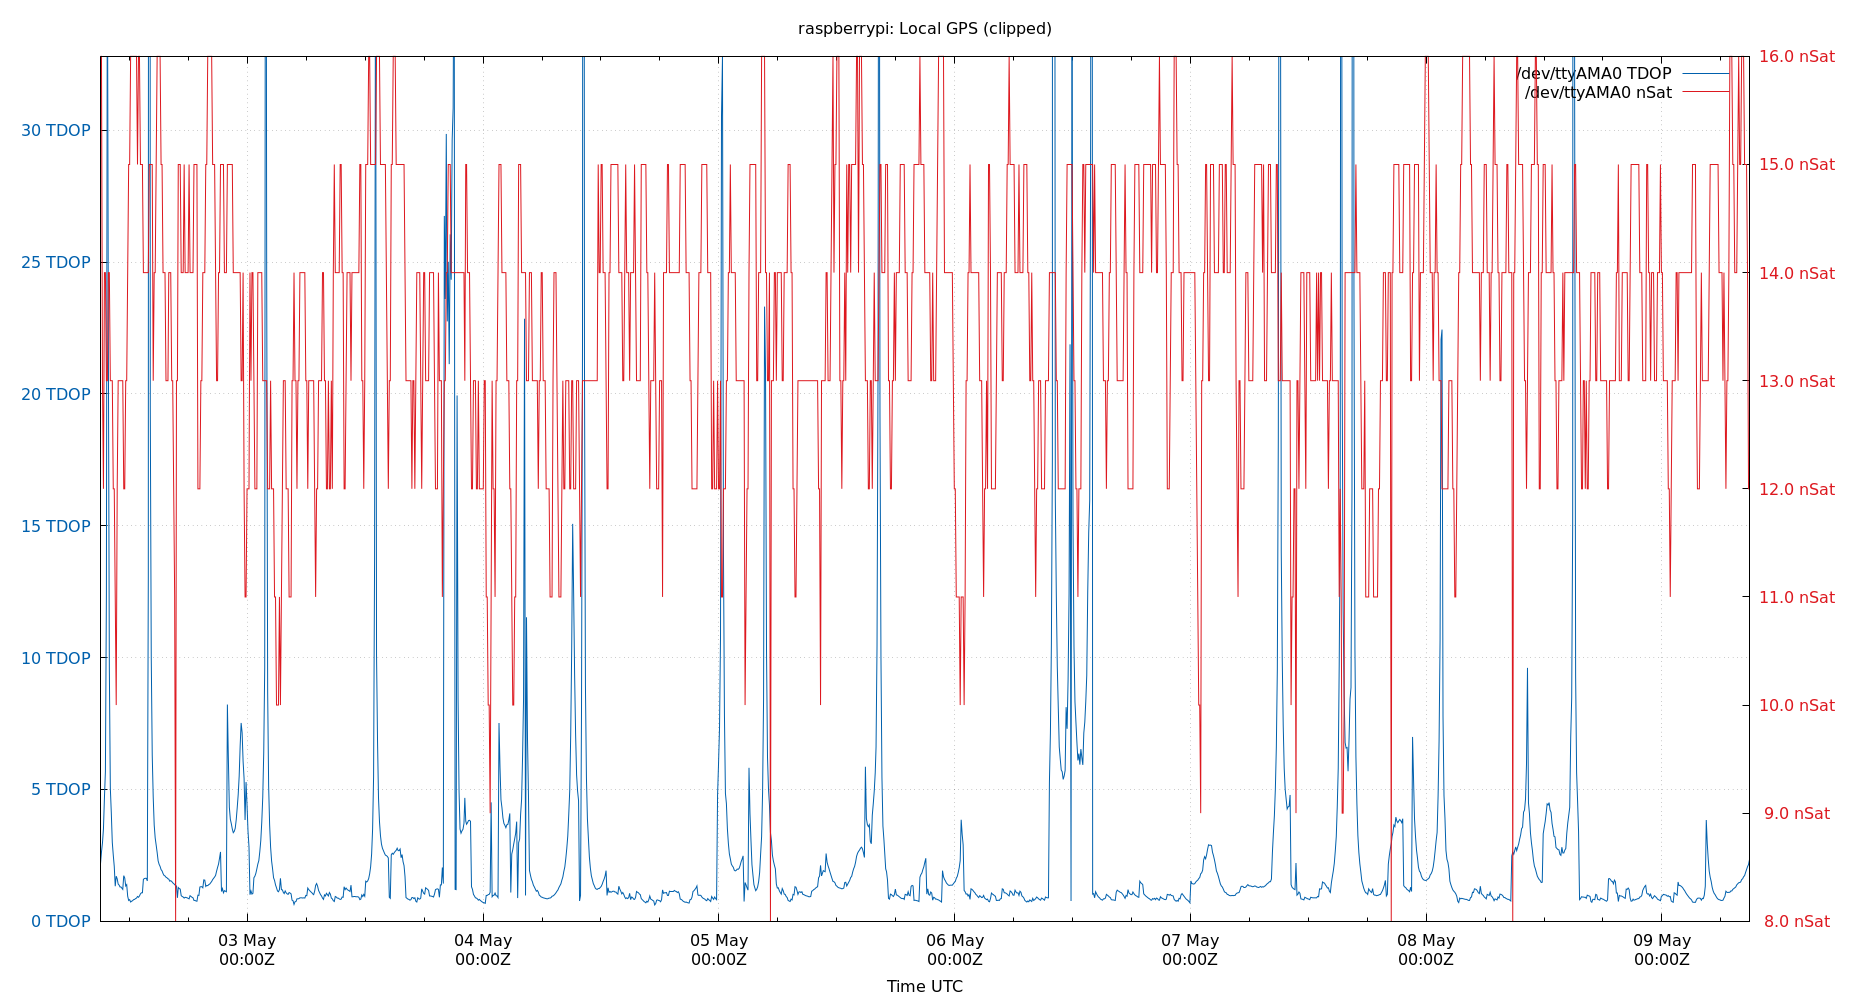 raspberrypi: Local GPS (clipped)
/dev/ttyAMA0 TDOP
/dev/ttyAMA0 nSat
30 TDOP
25 TDOP
20 TDOP
15 TDOP
10 TDOP
5 TDOP
0 TDOP
16.0 nSat
15.0 nSat
14.0 nSat
13.0 nSat
12.0 nSat
11.0 nSat
10.0 nSat
9.0 nSat
8.0 nSat
03 May
00:00Z
04 May
00:00Z
05 May
00:00Z
06 May
00:00Z
07 May
00:00Z
08 May
00:00Z
09 May
00:00Z
Time UTC